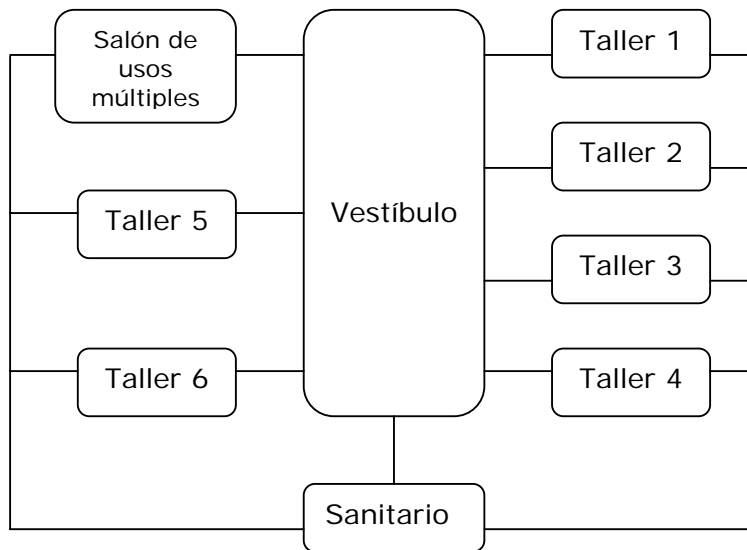 Salón de
usos
múltiples
Taller 5
Taller 6
Vestíbulo
Taller 1
Taller 2
Taller 3
Taller 4
Sanitario